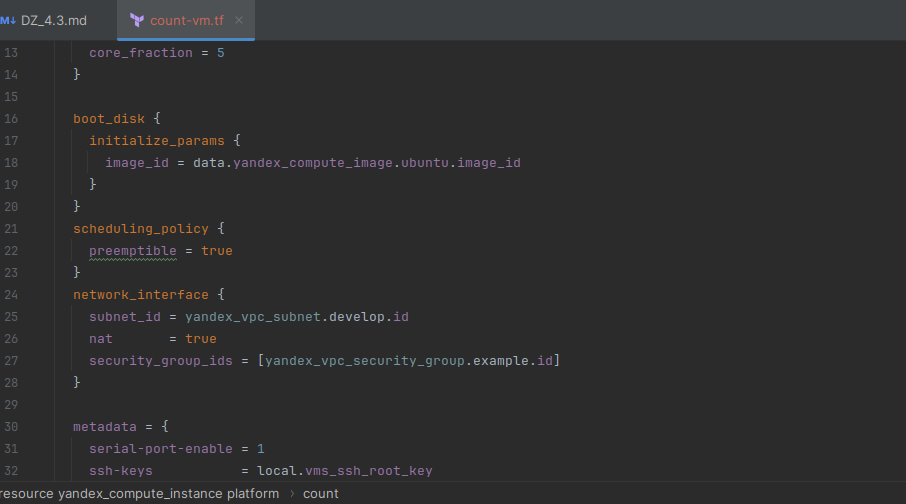 M↓ DZ_4.3.md count-vm.tf ×
13 core_fraction = 5
14 }
15
16 boot_disk {
17 initialize_params {
18 image_id = data.yandex_compute_image.ubuntu.image_id
19 }
20 }
21 scheduling_policy {
22 preemptible = true
23 }
24 network_interface {
25 subnet_id = yandex_vpc_subnet.develop.id
26 nat = true
27 security_group_ids = [yandex_vpc_security_group.example.id]
28 }
29
30 metadata = {
31 serial-port-enable = 1
32 ssh-keys = local.vms_ssh_root_key
resource yandex_compute_instance platform › count